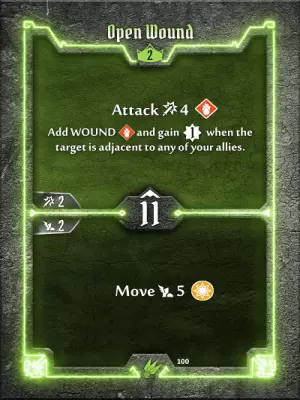 Open Wound
2
Attack 4
Add WOUND and gain 1 when the
target is adjacent to any of your allies.
2
11
2
Move 5
100